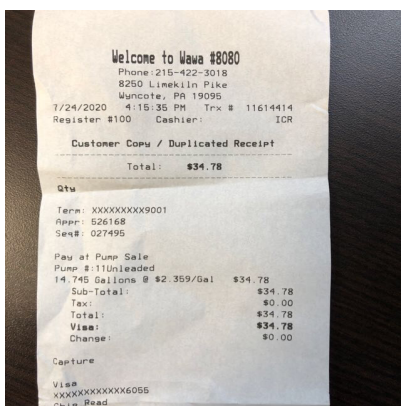 Welcome to Wawa #8080
Phone:215-422-3018
8250 Limekiln Pike
Wyncote, PA 19095
7/24/2020 4:15:35 PM Trx # 11614414
Register #100 Cashier: ICR
Customer Copy / Duplicated Receipt
Total: $34.78
Qty
Term: XXXXXXXXX9001
Appr: 526168
Seq#: 027495
Pay at Pump Sale
Pump #:11Unleaded
14.745 Gallons @ $2.359/Gal $34.78
Sub-Total: $34.78
Tax: $0.00
Total: $34.78
Visa: $34.78
Change: $0.00
Capture
Visa
XXXXXXXXXXXX6055
Chip Read